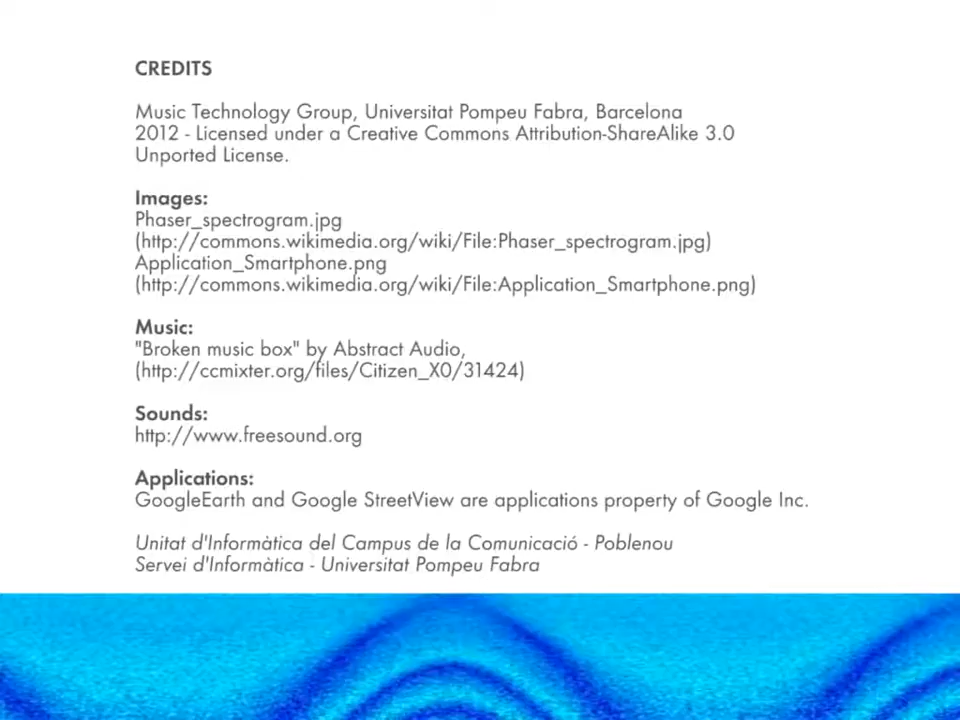 CREDITS
Music Technology Group, Universitat Pompeu Fabra, Barcelona
2012 - Licensed under a Creative Commons Attribution-ShareAlike 3.0
Unported License.
Images:
Phaser_spectrogram.jpg
(http://commons.wikimedia.org/wiki/File:Phaser_spectrogram.jpg)
Application_Smartphone.png
(http://commons.wikimedia.org/wiki/File:Application_Smartphone.png)
Music:
"Broken music box" by Abstract Audio,
(http://ccmixter.org/files/Citizen_X0/31424)
Sounds:
http://www.freesound.org
Applications:
GoogleEarth and Google StreetView are applications property of Google Inc.
Unitat d'Informàtica del Campus de la Comunicació - Poblenou
Servei d'Informàtica - Universitat Pompeu Fabra